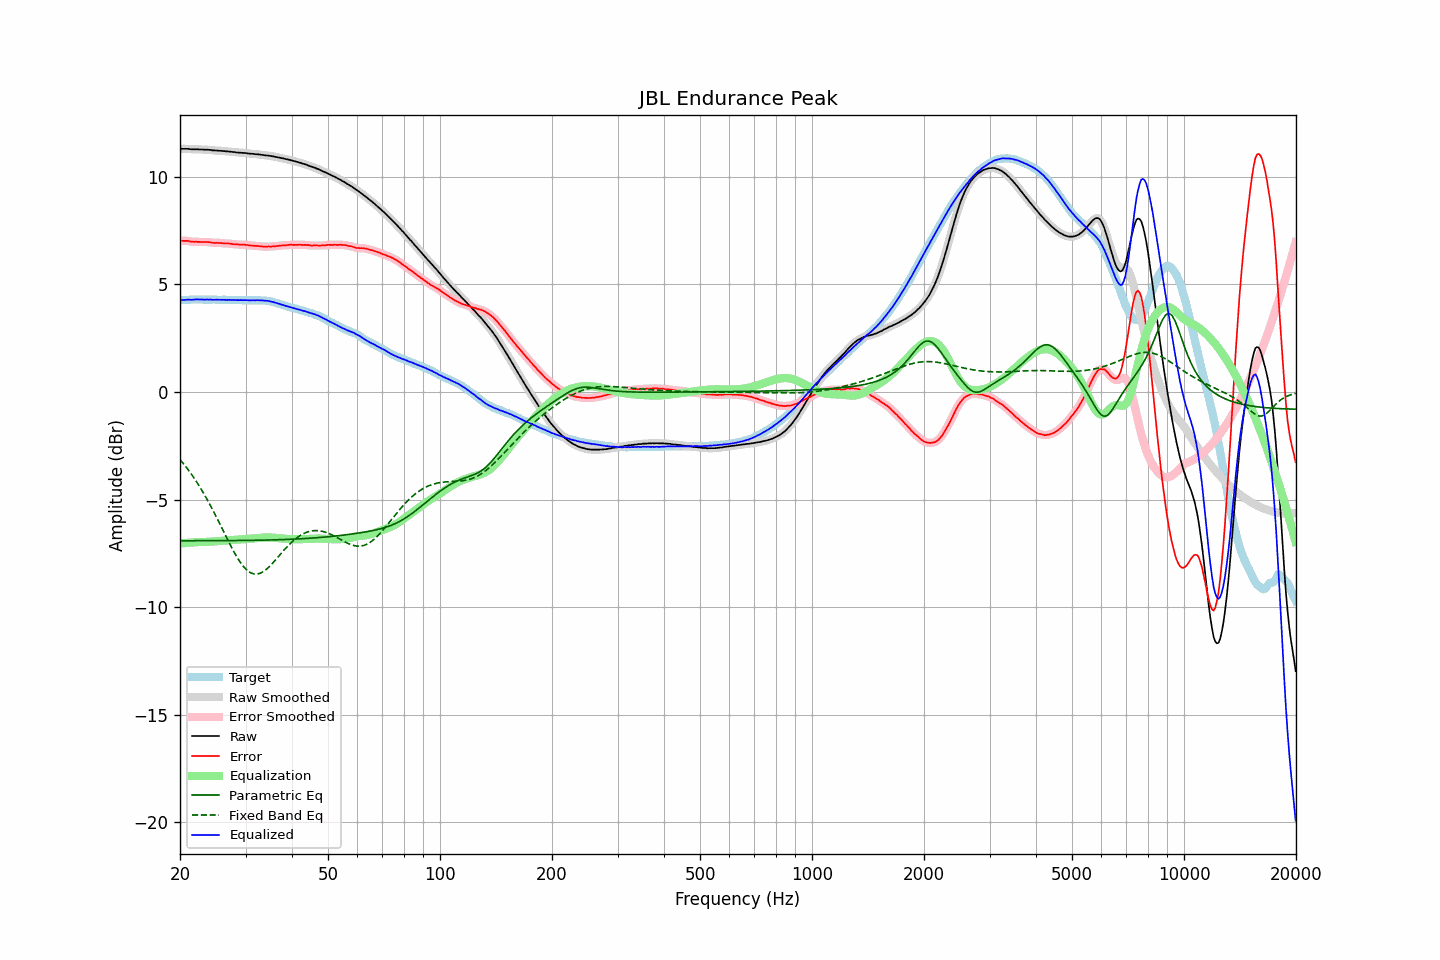 JBL Endurance Peak
Amplitude (dBr)
10
5
0
−5
−10
−15
−20
Target
Raw Smoothed
Error Smoothed
Raw
Error
Equalization
Parametric Eq
Fixed Band Eq
Equalized
20 50 100 200 500 1000 2000 5000 10000 20000
Frequency (Hz)